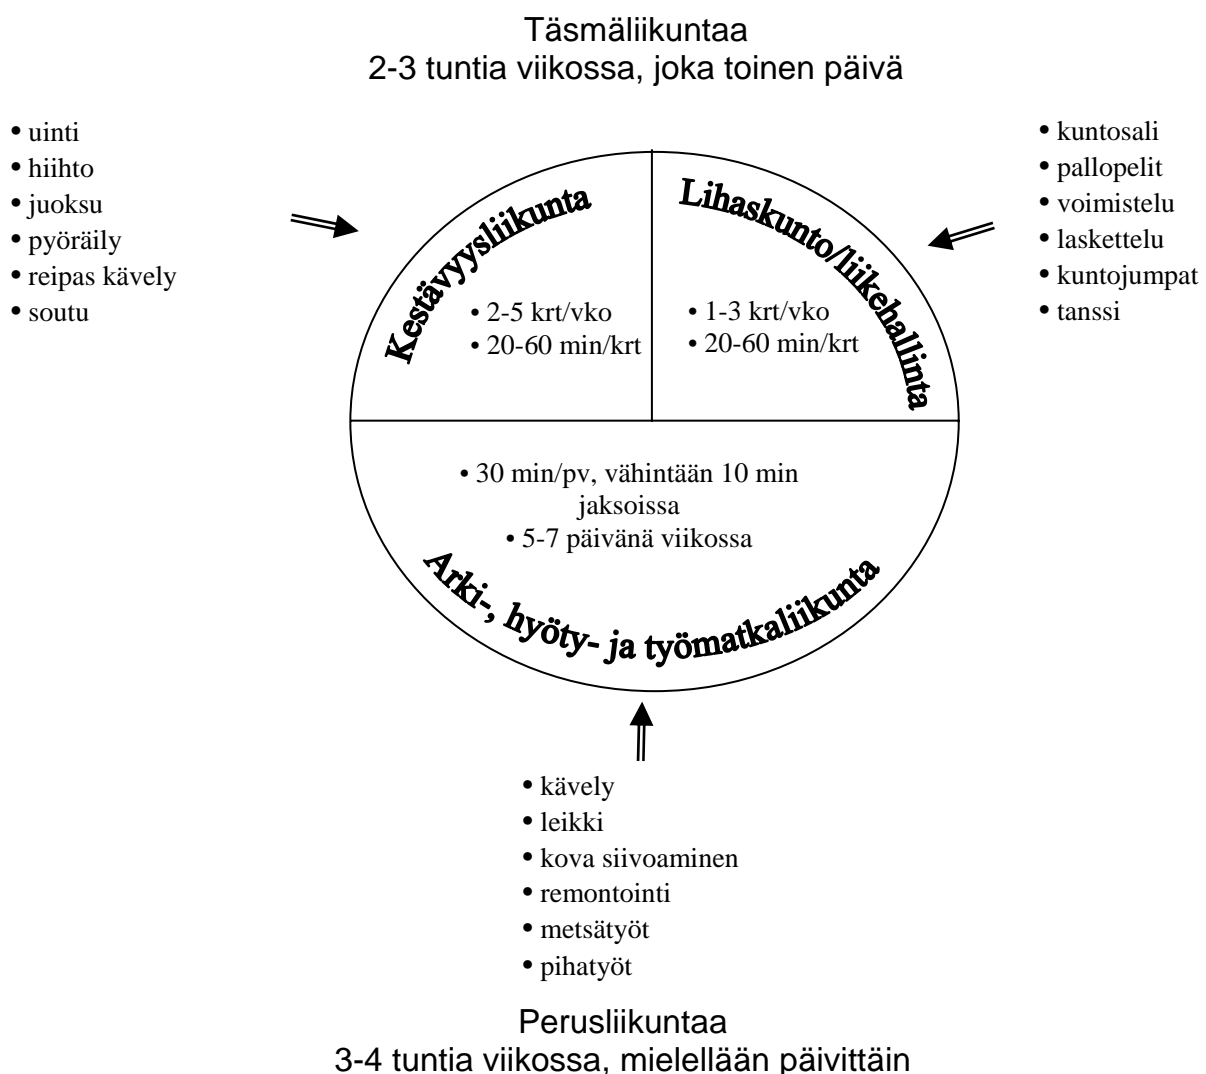 Täsmäliikuntaa
2-3 tuntia viikossa, joka toinen päivä
• uinti
• hiihto
• juoksu
• pyöräily
• reipas kävely
• soutu
Kestävyysliikunta
• 2-5 krt/vko
• 20-60 min/krt
Lihaskunto/liikehallinta
• 1-3 krt/vko
• 20-60 min/krt
• kuntosali
• pallopelit
• voimistelu
• laskettelu
• kuntojumpat
• tanssi
• 30 min/pv, vähintään 10 min
jaksoissa
• 5-7 päivänä viikossa
Arki-, hyöty- ja työmatkaliikunta
• kävely
• leikki
• kova siivoaminen
• remontointi
• metsätyöt
• pihatyöt
Perusliikuntaa
3-4 tuntia viikossa, mielellään päivittäin